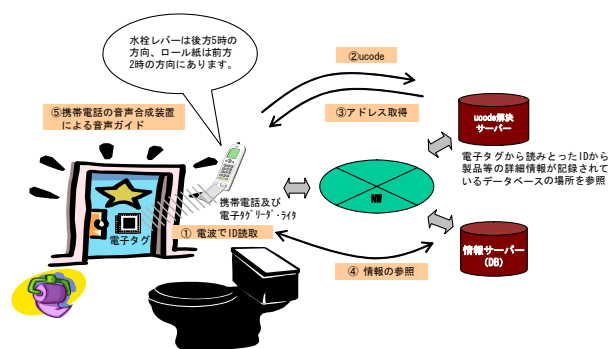 水栓レバーは後方5時の
方向、ロール紙は前方
2時の方向にあります。
②ucode
③アドレス取得
⑤携帯電話の音声合成装置
による音声ガイド
ucode解決
サーバー
電子タグから読みとったIDから
製品等の詳細情報が記録されて
いるデータベースの場所を参照
携帯電話及び
電子ﾀｸﾞﾘｰﾀﾞ・ﾗｲﾀ
NW
電子タグ
① 電波でID読取
④ 情報の参照
情報サーバー
(DB)